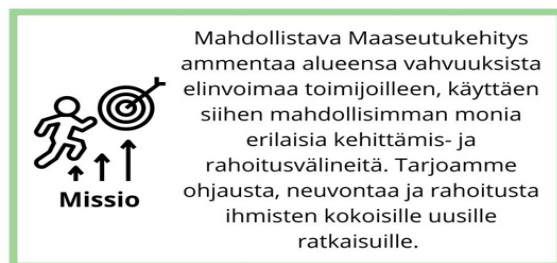 Mahdollistava Maaseutukehitys
ammentaa alueensa vahvuuksista
elinvoimaa toimijoilleen, käyttäen
siihen mahdollisimman monia
erilaisia kehittämis- ja
rahoitusvälineitä. Tarjoamme
ohjausta, neuvontaa ja rahoitusta
ihmisten kokoisille uusille
ratkaisuille.
Missio